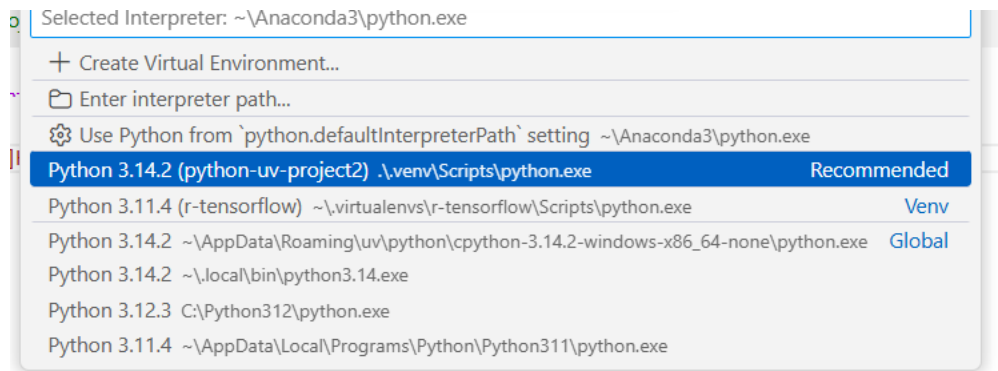 Selected Interpreter: ~\Anaconda3\python.exe
Create Virtual Environment...
Enter interpreter path...
Use Python from `python.defaultInterpreterPath` setting ~\Anaconda3\python.exe
Python 3.14.2 (python-uv-project2) .\.venv\Scripts\python.exe Recommended
Python 3.11.4 (r-tensorflow) ~\.virtualenvs\r-tensorflow\Scripts\python.exe Venv
Python 3.14.2 ~\AppData\Roaming\uv\python\cpython-3.14.2-windows-x86_64-none\python.exe Global
Python 3.14.2 ~\.local\bin\python3.14.exe
Python 3.12.3 C:\Python312\python.exe
Python 3.11.4 ~\AppData\Local\Programs\Python\Python311\python.exe